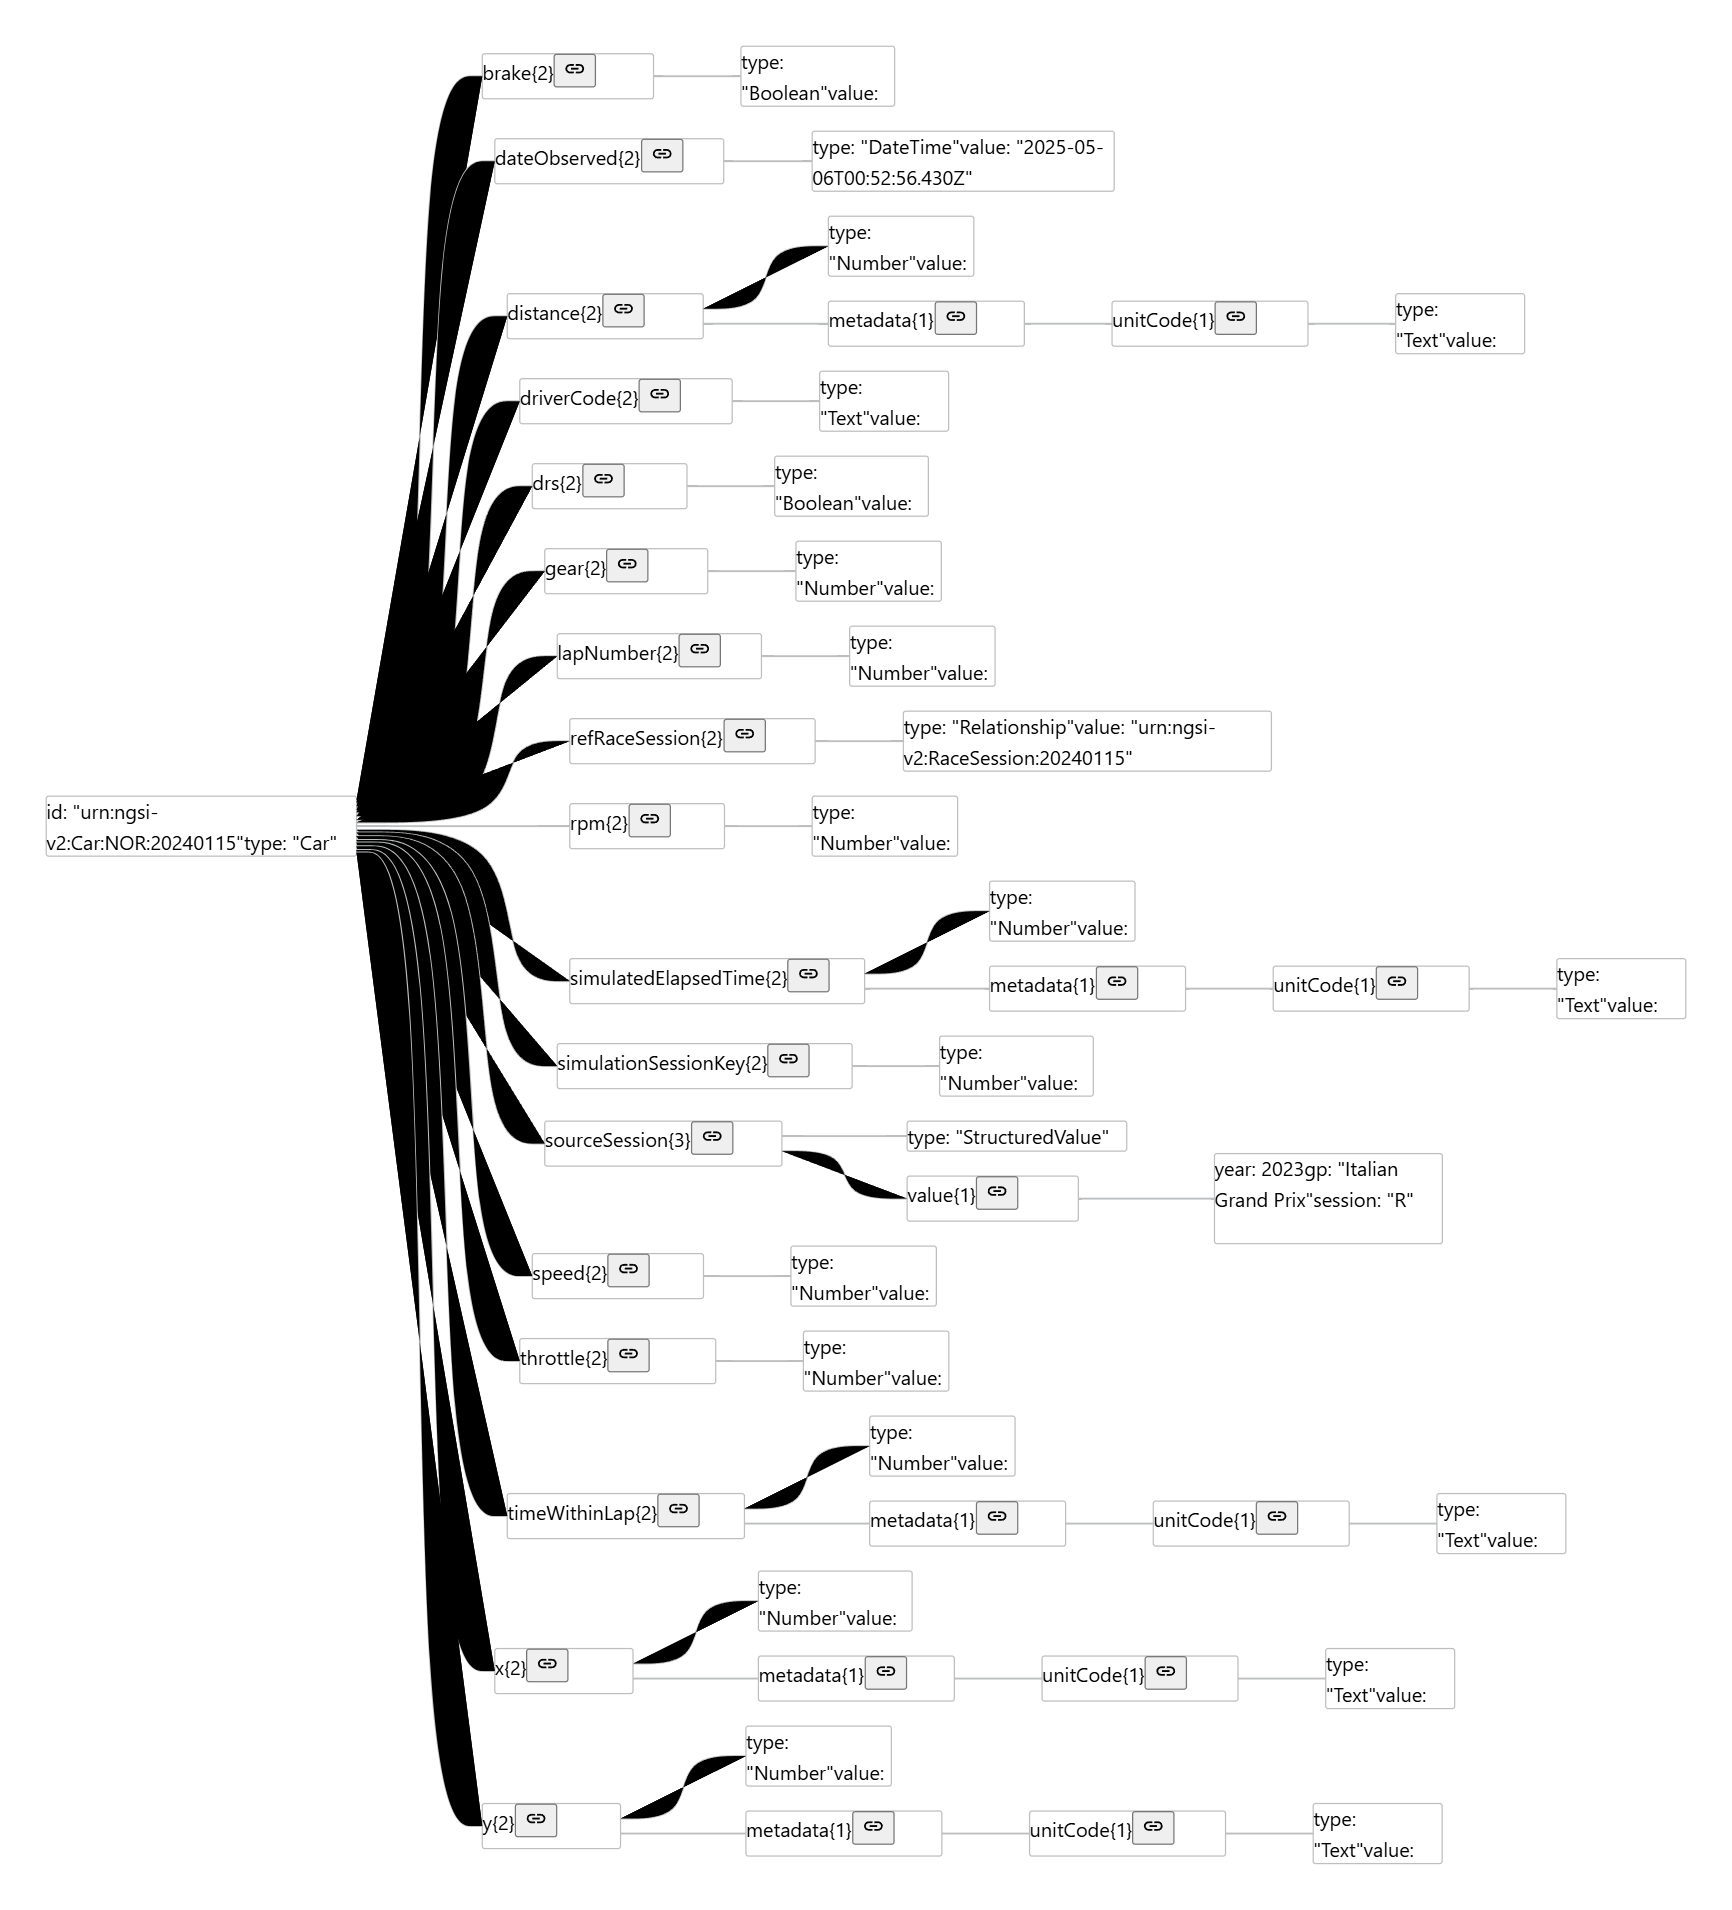 brake{2}
type:
"Boolean"value:
dateObserved{2}
type: "DateTime"value: "2025-05-
06T00:52:56.430Z"
type:
"Number"value:
distance{2}
metadata{1}
unitCode{1}
type:
"Text"value:
driverCode{2}
type:
"Text"value:
drs{2}
type:
"Boolean"value:
gear{2}
type:
"Number"value:
lapNumber{2}
type:
"Number"value:
refRaceSession{2}
type: "Relationship"value: "urn:ngsi-
v2:RaceSession:20240115"
id: "urn:ngsi-
v2:Car:NOR:20240115"type: "Car"
rpm{2}
type:
"Number"value:
type:
"Number"value:
simulatedElapsedTime{2}
metadata{1}
unitCode{1}
type:
"Text"value:
simulationSessionKey{2}
type:
"Number"value:
sourceSession{3}
type: "StructuredValue"
value{1}
year: 2023gp: "Italian
Grand Prix"session: "R"
speed{2}
type:
"Number"value:
throttle{2}
type:
"Number"value:
type:
"Number"value:
timeWithinLap{2}
metadata{1}
unitCode{1}
type:
"Text"value:
type:
"Number"value:
x{2}
metadata{1}
unitCode{1}
type:
"Text"value:
type:
"Number"value:
y{2}
metadata{1}
unitCode{1}
type:
"Text"value: